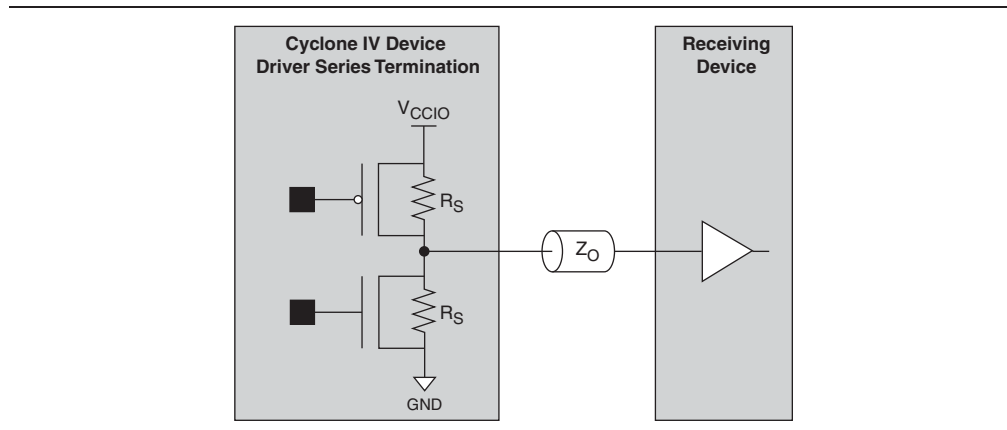 Cyclone IV Device
Driver Series Termination
Receiving
Device
VCCIO
RS
ZO
RS
GND